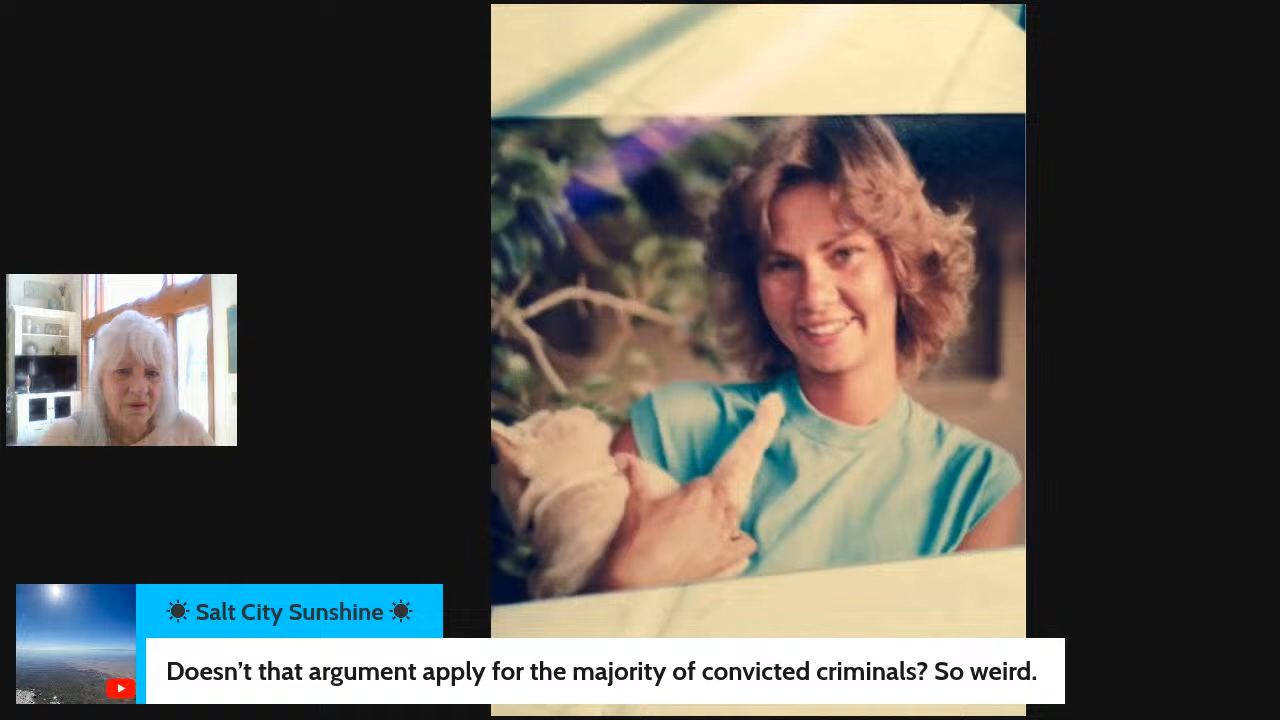 ☀ Salt City Sunshine ☀
Doesn’t that argument apply for the majority of convicted criminals? So weird.